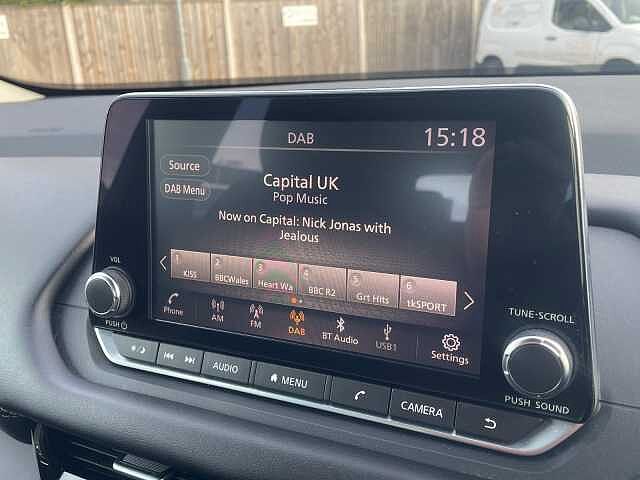 DAB
15:18
Source
DAB Menu
Capital UK
Pop Music
Now on Capital: Nick Jonas with
Jealous
1 KISS
2 BBCWales
3 Heart Wa
4 BBC R2
5 Grt Hits
6 tkSPORT
Phone
AM
FM
DAB
BT Audio
USB1
Settings
VOL
PUSH
TUNE-SCROLL
PUSH SOUND
AUDIO
MENU
CAMERA